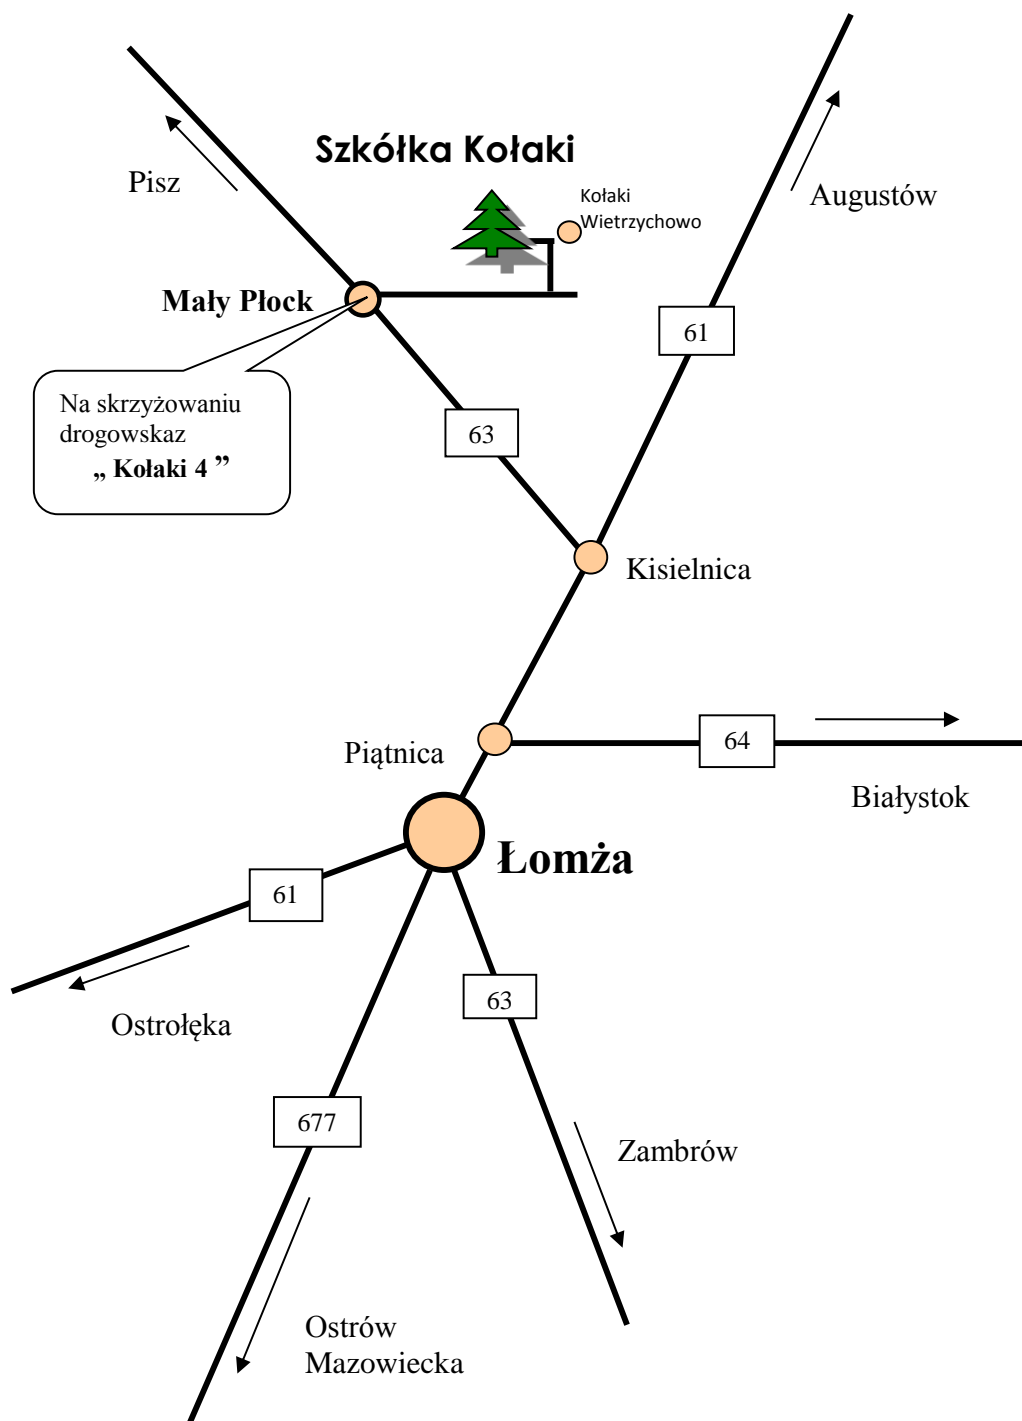 Szkółka Kołaki
Pisz
Kołaki
Wietrzychowo
Augustów
Mały Płock
61
Na skrzyżowaniu
drogowskaz
„ Kołaki 4 ”
63
Kisielnica
Piątnica
64
Białystok
Łomża
61
63
Ostrołęka
677
Zambrów
Ostrów
Mazowiecka